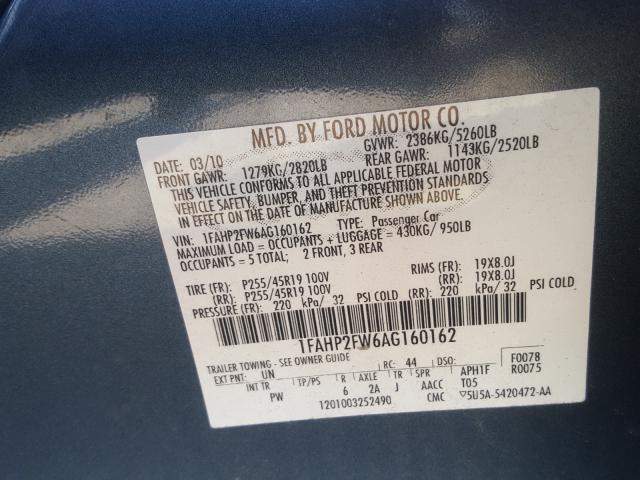 MFD. BY FORD MOTOR CO.
DATE: 03/10 GVWR: 2386KG/5260LB
FRONT GAWR: 1279KG/2820LB REAR GAWR: 1143KG/2520LB
THIS VEHICLE CONFORMS TO ALL APPLICABLE FEDERAL MOTOR
VEHICLE SAFETY, BUMPER, AND THEFT PREVENTION STANDARDS
IN EFFECT ON THE DATE OF MANUFACTURE SHOWN ABOVE.
VIN: 1FAHP2FW6AG160162 TYPE: Passenger Car
MAXIMUM LOAD = OCCUPANTS + LUGGAGE = 430KG/ 950LB
OCCUPANTS = 5 TOTAL; 2 FRONT, 3 REAR
TIRE (FR): P255/45R19 100V RIMS (FR): 19X8.0J
(RR): P255/45R19 100V (RR): 19X8.0J
PRESSURE (FR): 220 kPa/ 32 PSI COLD (RR): 220 kPa/ 32 PSI COLD
1FAHP2FW6AG160162
TRAILER TOWING - SEE OWNER GUIDE
EXT PNT: UN RC: 44 DSO: F0078
R0075
INT TR TP/PS R AXLE TR SPR APH1F
PW 6 2A J AACC T05
1201003252490 CMC ▽5U5A-5420472-AA